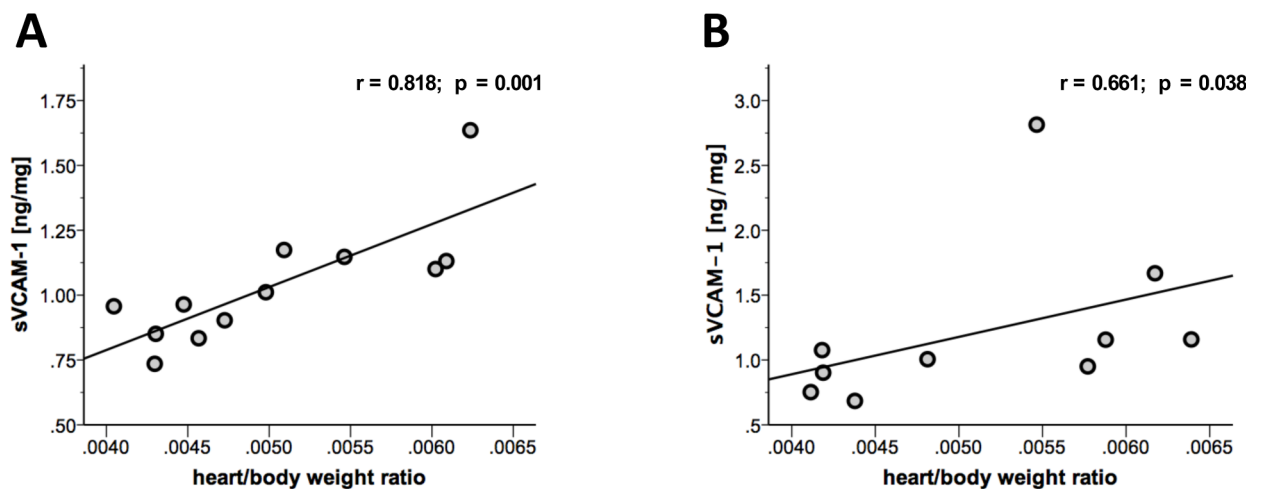 A
r = 0.818; p = 0.001
sVCAM-1 [ng/mg]
1.75
1.50
1.25
1.00
.75
.50
.0040 .0045 .0050 .0055 .0060 .0065
heart/body weight ratio
B
r = 0.661; p = 0.038
sVCAM-1 [ng/mg]
3.0
2.5
2.0
1.5
1.0
.5
.0040 .0045 .0050 .0055 .0060 .0065
heart/body weight ratio